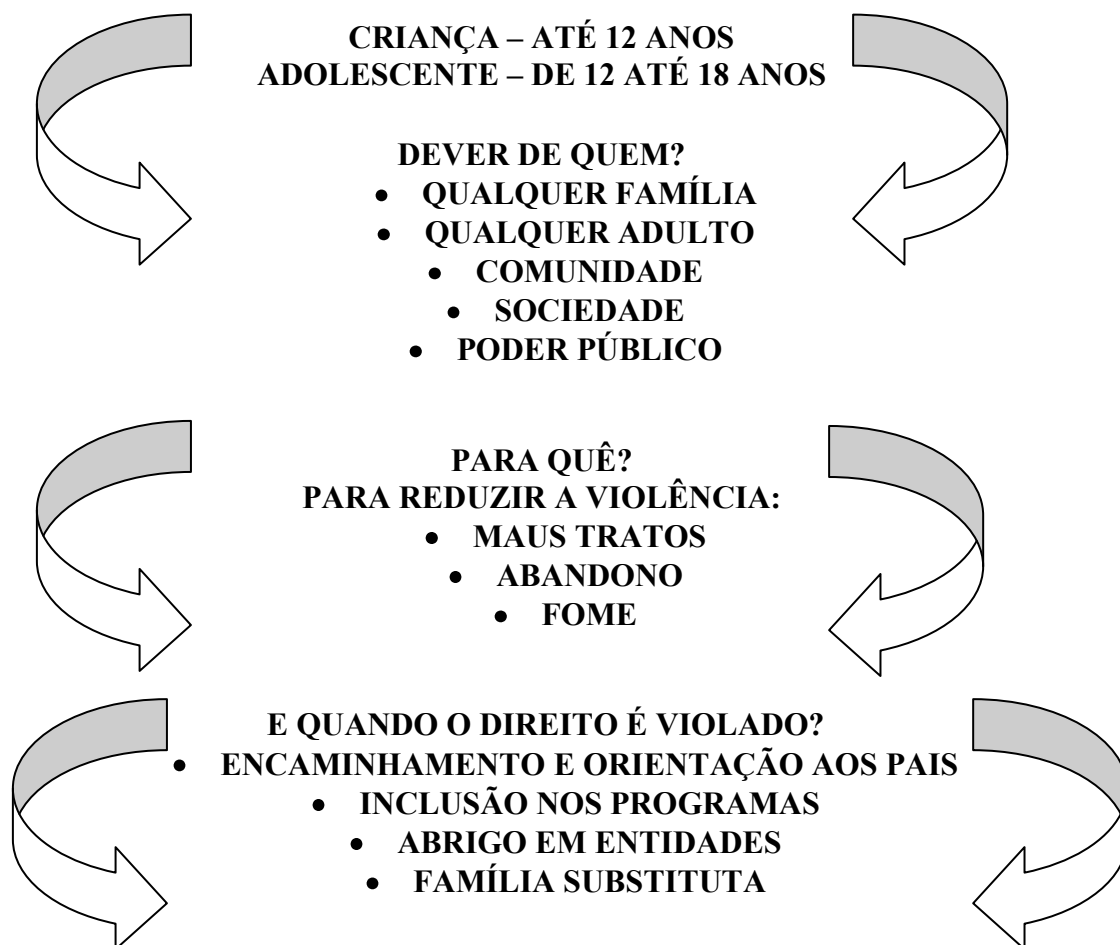 CRIANÇA – ATÉ 12 ANOS
ADOLESCENTE – DE 12 ATÉ 18 ANOS
DEVER DE QUEM?
• QUALQUER FAMÍLIA
• QUALQUER ADULTO
• COMUNIDADE
• SOCIEDADE
• PODER PÚBLICO
PARA QUÊ?
PARA REDUZIR A VIOLÊNCIA:
• MAUS TRATOS
• ABANDONO
• FOME
E QUANDO O DIREITO É VIOLADO?
• ENCAMINHAMENTO E ORIENTAÇÃO AOS PAIS
• INCLUSÃO NOS PROGRAMAS
• ABRIGO EM ENTIDADES
• FAMÍLIA SUBSTITUTA